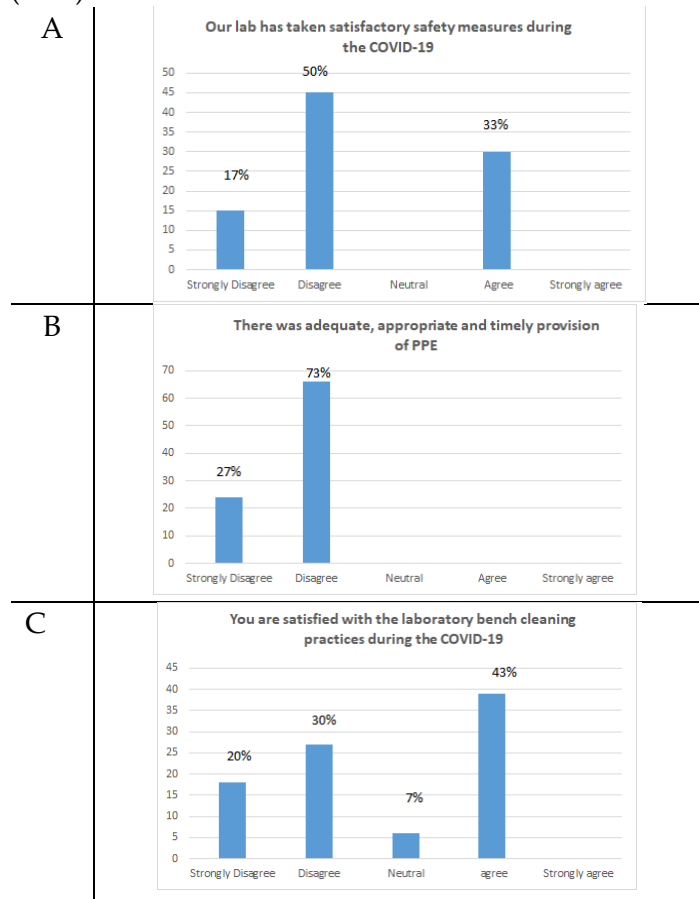 A
Our lab has taken satisfactory safety measures during
the COVID-19
50
45
40
35
30
25
20
15
10
5
0
17%
50%
33%
Strongly Disagree
Disagree
Neutral
Agree
Strongly agree
B
There was adequate, appropriate and timely provision
of PPE
70
60
50
40
30
20
10
0
27%
73%
Strongly Disagree
Disagree
Neutral
Agree
Strongly agree
C
You are satisfied with the laboratory bench cleaning
practices during the COVID-19
45
40
35
30
25
20
15
10
5
0
20%
30%
7%
43%
Strongly Disagree
Disagree
Neutral
agree
Strongly agree